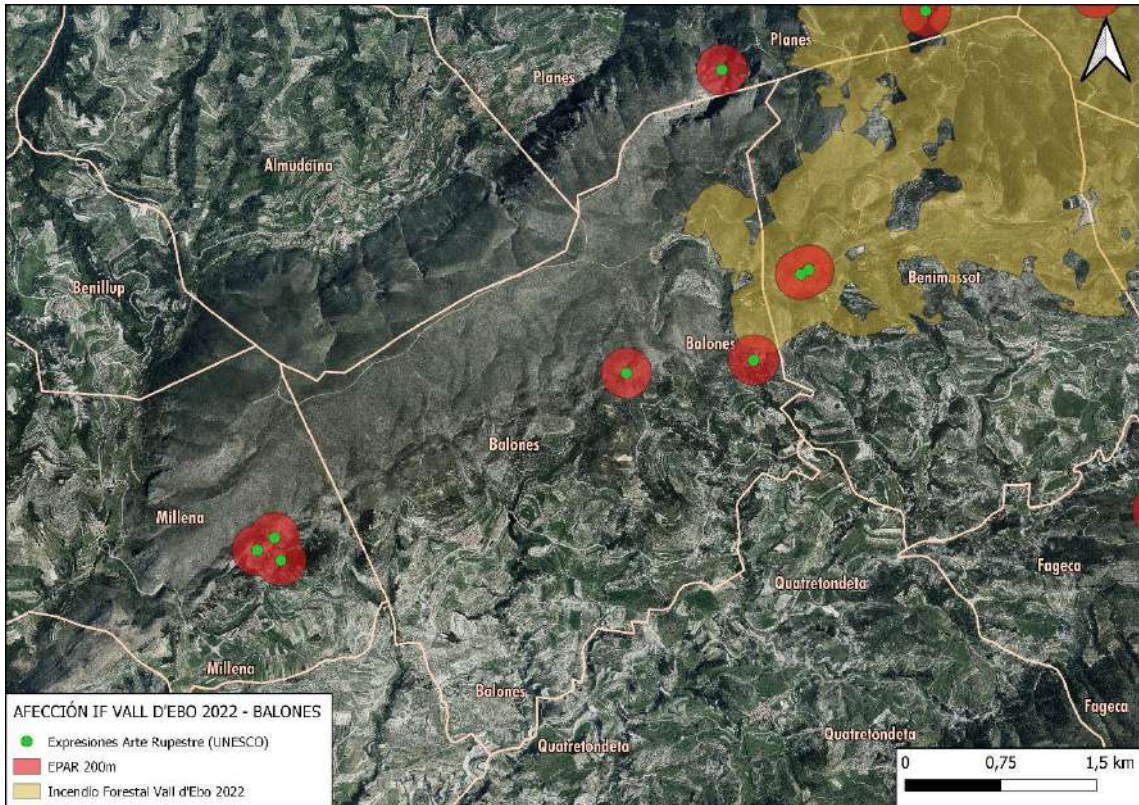 Planes
Planes
Almudaina
Benillup
Benimassot
Balones
Balones
Millena
Fageca
Quatretondeta
Millena
Balones
Fageca
Quatretondeta
Quatretondeta
AFECCIÓN IF VALL D'EBO 2022 - BALONES
Expresiones Arte Rupestre (UNESCO)
EPAR 200m
Incendio Forestal Vall d'Ebo 2022
0 0,75 1,5 km